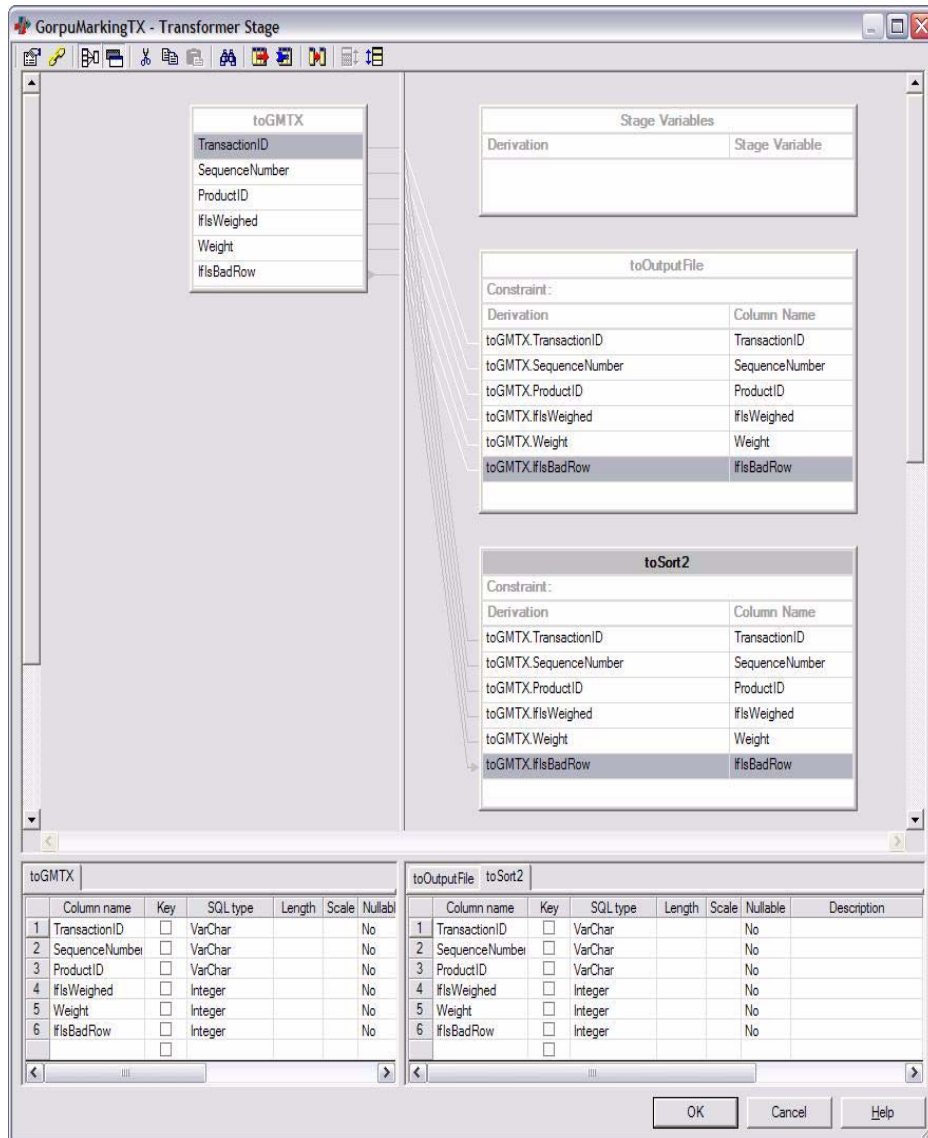 GorpuMarkingTX - Transformer Stage
toGMTX
TransactionID
SequenceNumber
ProductID
IfIsWeighed
Weight
IfIsBadRow
Stage Variables
Derivation Stage Variable
toOutputFile
Constraint:
Derivation Column Name
toGMTX.TransactionID TransactionID
toGMTX.SequenceNumber SequenceNumber
toGMTX.ProductID ProductID
toGMTX.IfIsWeighed IfIsWeighed
toGMTX.Weight Weight
toGMTX.IfIsBadRow IfIsBadRow
toSort2
Constraint:
Derivation Column Name
toGMTX.TransactionID TransactionID
toGMTX.SequenceNumber SequenceNumber
toGMTX.ProductID ProductID
toGMTX.IfIsWeighed IfIsWeighed
toGMTX.Weight Weight
toGMTX.IfIsBadRow IfIsBadRow
toGMTX
Column name Key SQL type Length Scale Nullabl
1 TransactionID VarChar No
2 SequenceNumber VarChar No
3 ProductID VarChar No
4 IfIsWeighed Integer No
5 Weight Integer No
6 IfIsBadRow Integer No
toOutputFile toSort2
Column name Key SQL type Length Scale Nullable Description
1 TransactionID VarChar No
2 SequenceNumber VarChar No
3 ProductID VarChar No
4 IfIsWeighed Integer No
5 Weight Integer No
6 IfIsBadRow Integer No
OK Cancel Help